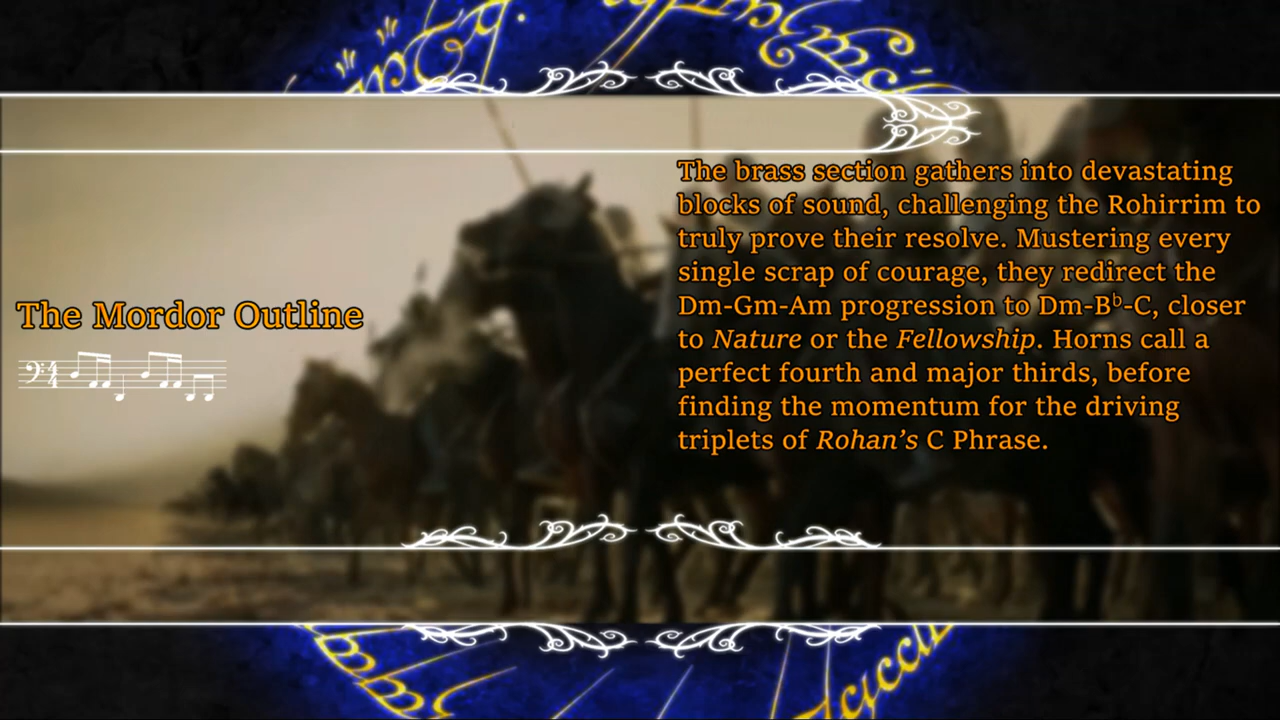 The Mordor Outline
The brass section gathers into devastating
blocks of sound, challenging the Rohirrim to
truly prove their resolve. Mustering every
single scrap of courage, they redirect the
Dm-Gm-Am progression to Dm-B♭-C, closer
to Nature or the Fellowship. Horns call a
perfect fourth and major thirds, before
finding the momentum for the driving
triplets of Rohan’s C Phrase.